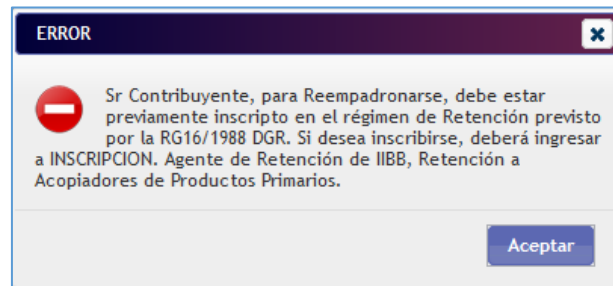 ERROR
Sr Contribuyente, para Reempadronarse, debe estar
previamente inscripto en el régimen de Retención previsto
por la RG16/1988 DGR. Si desea inscribirse, deberá ingresar
a INSCRIPCION. Agente de Retención de IIBB, Retención a
Acopiadores de Productos Primarios.
Aceptar